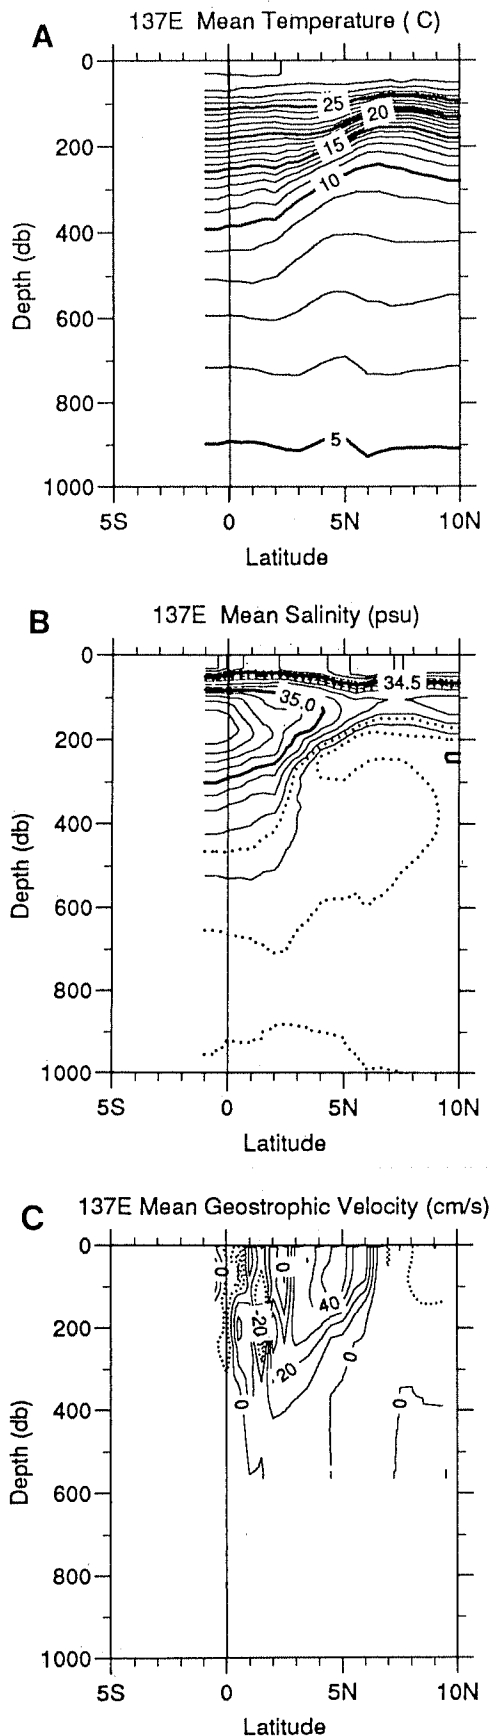 A 137E Mean Temperature ( C)
0
25
20
15
200
10
400
Depth (db)
600
800
5
1000
5S 0 5N 10N
Latitude
B 137E Mean Salinity (psu)
0
34.5
35.0
200
400
Depth (db)
600
800
1000
5S 0 5N 10N
Latitude
C 137E Mean Geostrophic Velocity (cm/s)
0
0 0
40
200
-20
0
20
400
0 0
Depth (db)
600
800
1000
5S 0 5N 10N
Latitude